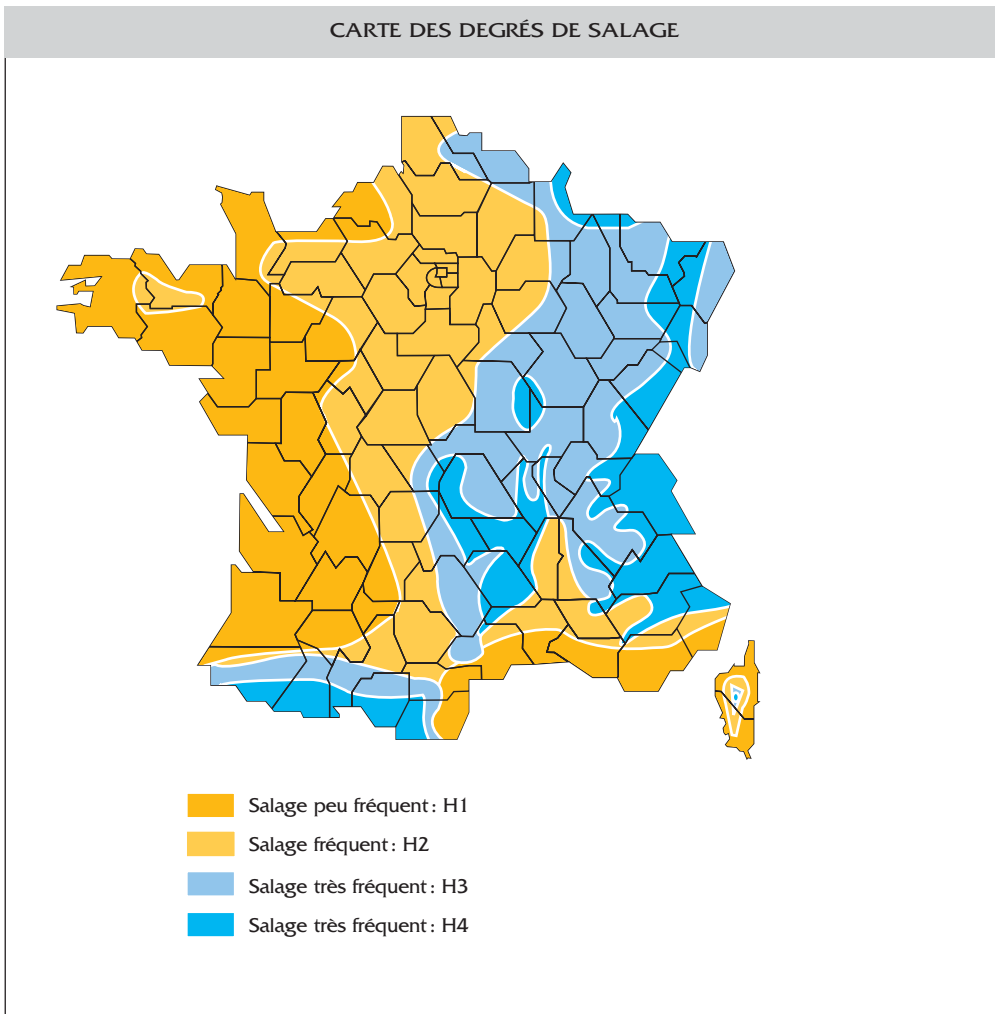 CARTE DES DEGRÉS DE SALAGE
Salage peu fréquent : H1
Salage fréquent : H2
Salage très fréquent : H3
Salage très fréquent : H4